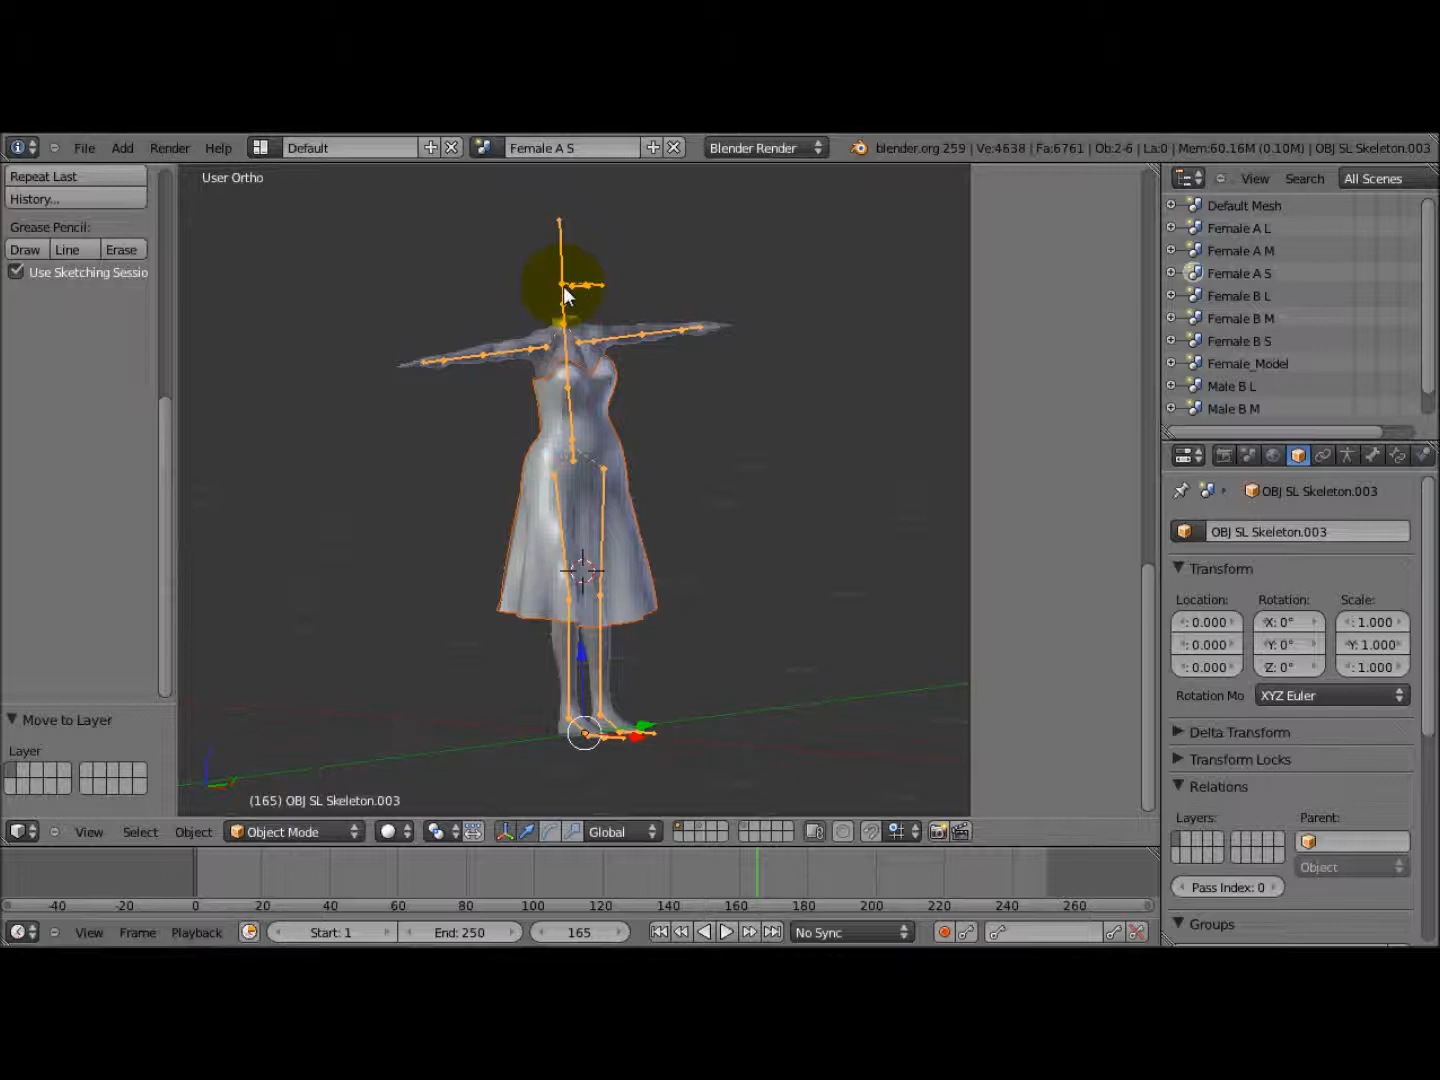 File Add Render Help Default Female A S Blender Render blender.org 259 | Ve:4638 | Fa:6761 | Ob:2-6 | La:0 | Mem:60.16M (0.10M) | OBJ SL Skeleton.003
Repeat Last
History...
Grease Pencil:
Draw Line Erase
Use Sketching Sessio
Move to Layer
Layer
User Ortho
(165) OBJ SL Skeleton.003
View Search All Scenes
Default Mesh
Female A L
Female A M
Female A S
Female B L
Female B M
Female B S
Female_Model
Male B L
Male B M
OBJ SL Skeleton.003
OBJ SL Skeleton.003
Transform
Location: Rotation: Scale:
: 0.000 X: 0° : 1.000
: 0.000 Y: 0° Y: 1.000
: 0.000 Z: 0° : 1.000
Rotation Mo XYZ Euler
Delta Transform
Transform Locks
Relations
Layers: Parent:
Object
Pass Index: 0
Groups
View Select Object Object Mode Global
-40 -20 0 20 40 60 80 100 120 140 160 180 200 220 240 260
View Frame Playback Start: 1 End: 250 165 No Sync